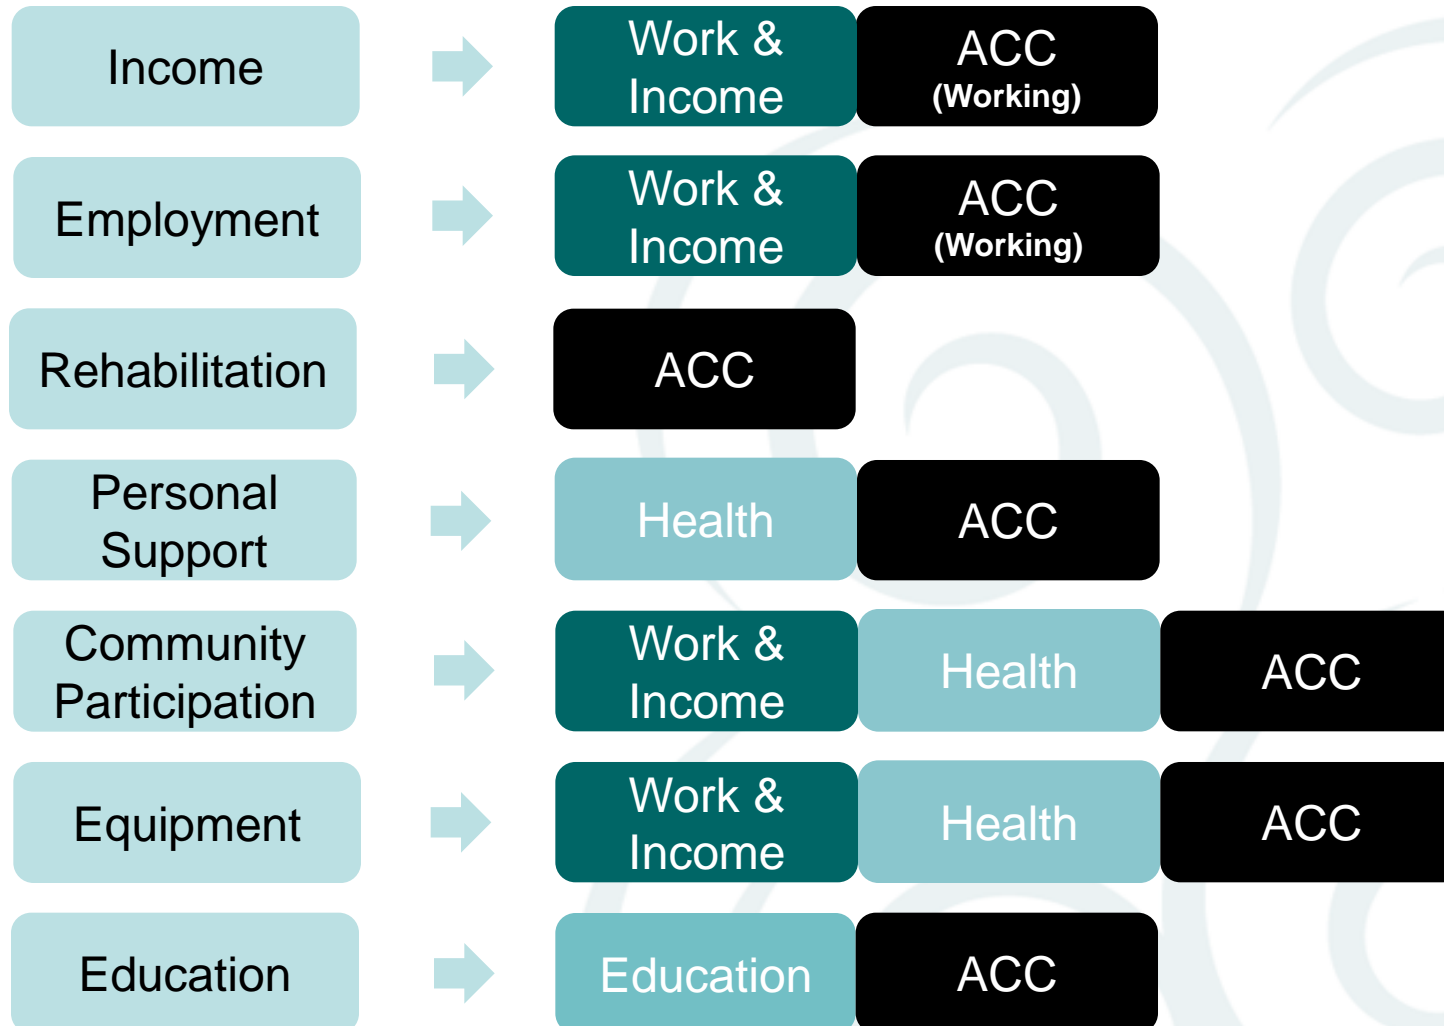 Income
Work &
Income
ACC
(Working)
Employment
Work &
Income
ACC
(Working)
Rehabilitation
ACC
Personal
Support
Health
ACC
Community
Participation
Work &
Income
Health
ACC
Equipment
Work &
Income
Health
ACC
Education
Education
ACC